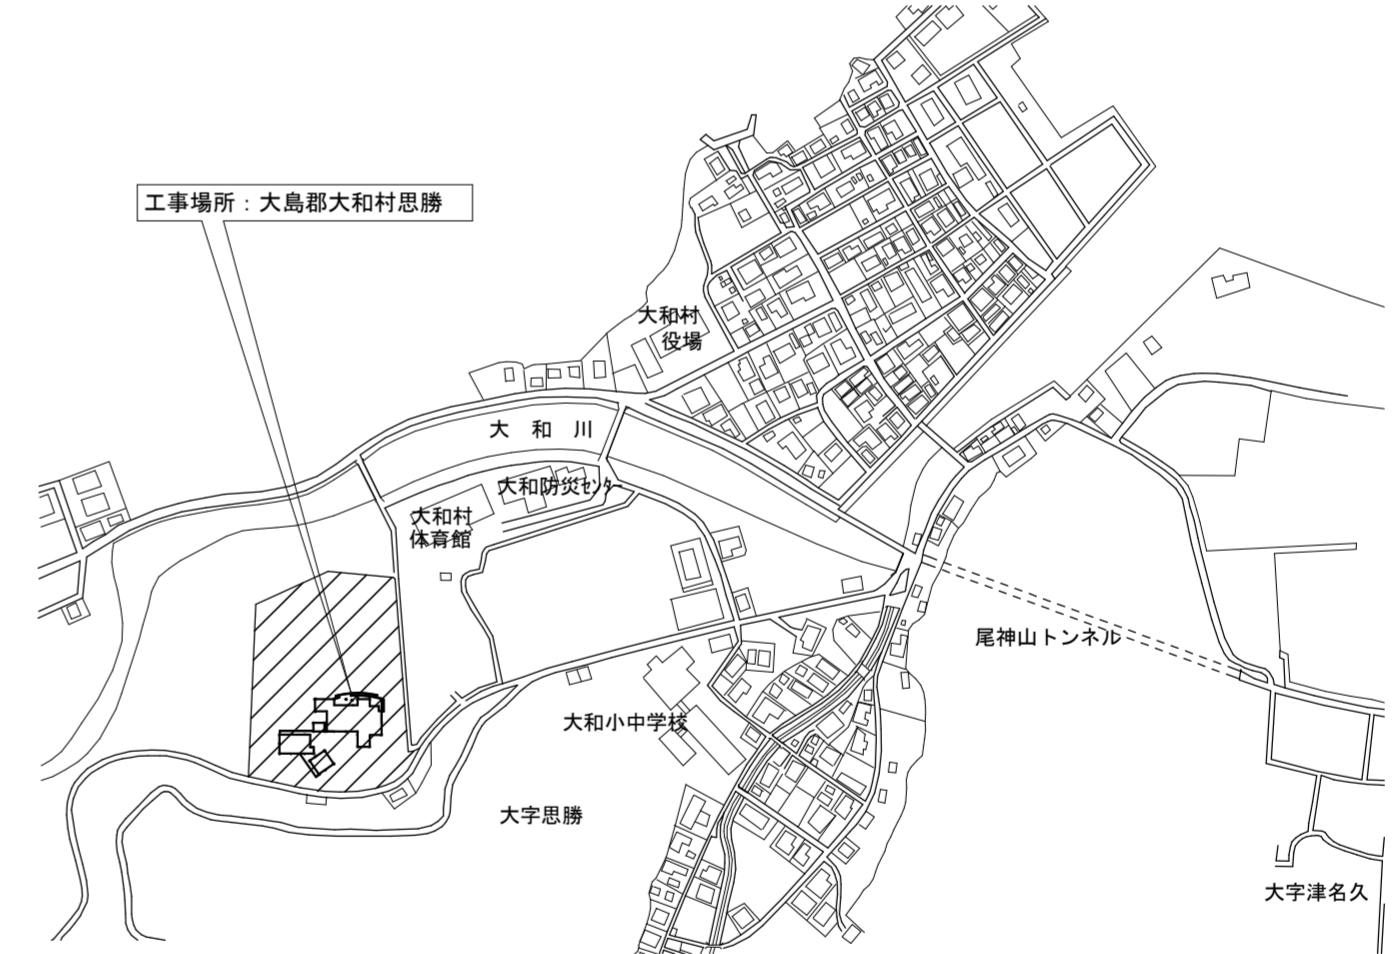 工事場所：大島郡大和村思勝
大和村
役場
大 和 川
大和防災ｾﾝﾀｰ
大和村
体育館
尾神山トンネル
大和小中学校
大字思勝
大字津名久